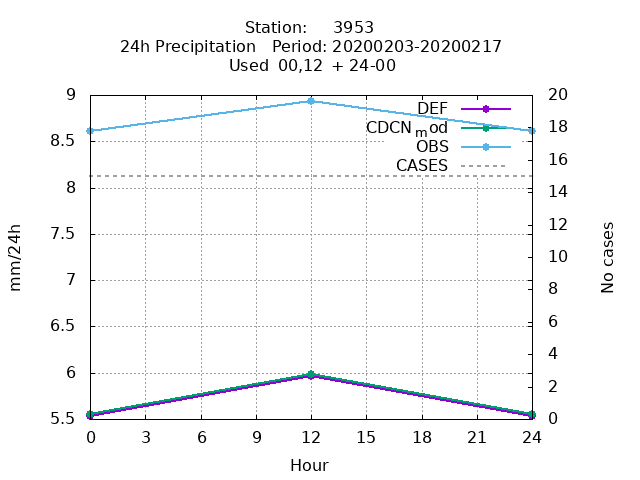 Station: 3953
24h Precipitation Period: 20200203-20200217
Used 00,12 + 24-00
9 20
DEF
CDCN_mod
OBS
CASES
8.5 18
8 16
7.5 14
7 12
6.5 10
6 8
5.5 6
4
2
0
mm/24h
No cases
0 3 6 9 12 15 18 21 24
Hour